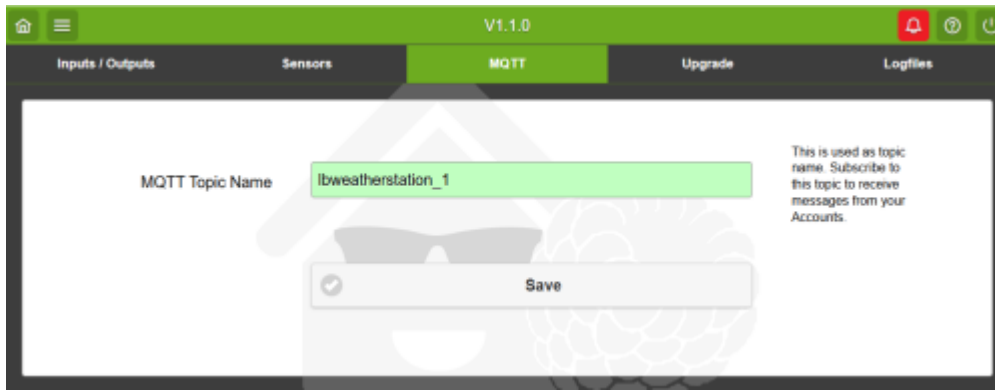 V1.1.0
Inputs / Outputs Sensors MQTT Upgrade Logfiles
MQTT Topic Name
lbweatherstation_1
This is used as topic
name. Subscribe to
this topic to receive
messages from your
Accounts.
Save